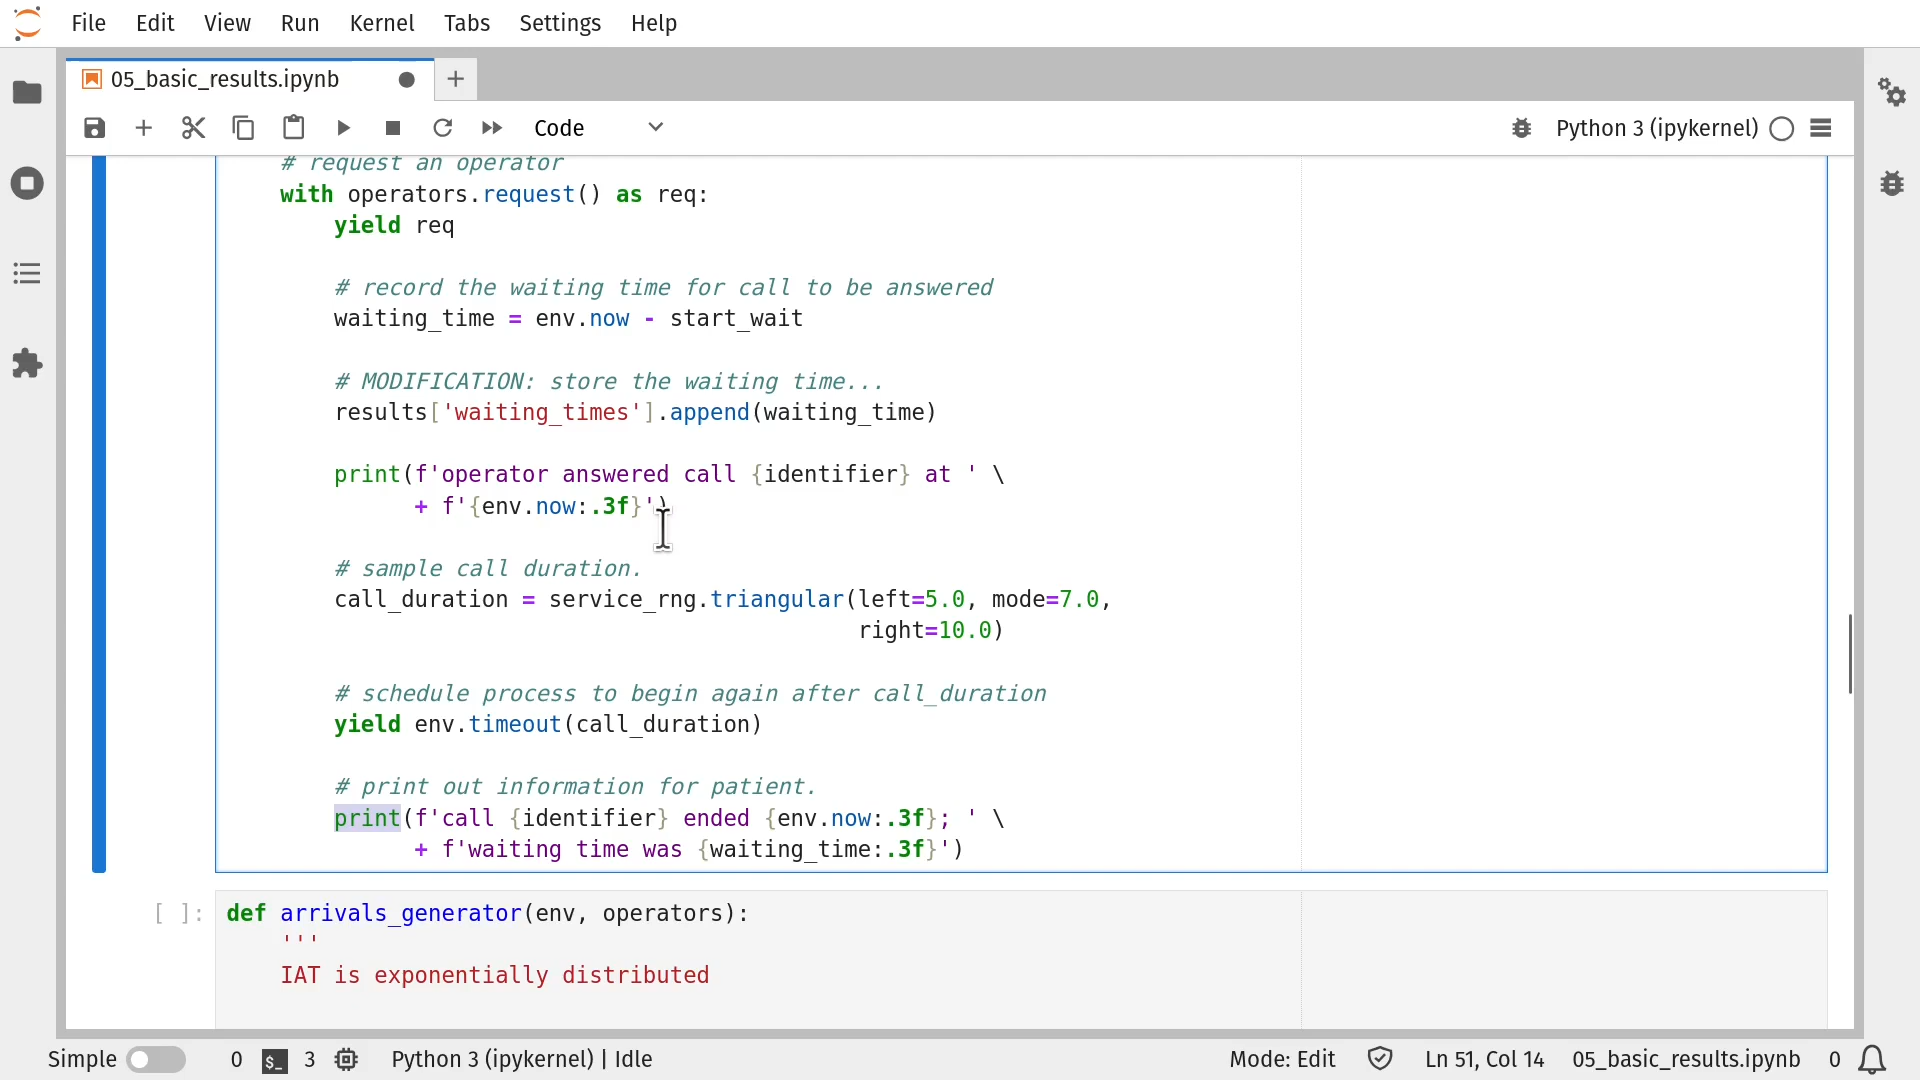 File Edit View Run Kernel Tabs Settings Help
05_basic_results.ipynb
Code
Python 3 (ipykernel)
# request an operator
with operators.request() as req:
yield req
# record the waiting time for call to be answered
waiting_time = env.now - start_wait
# MODIFICATION: store the waiting time...
results['waiting_times'].append(waiting_time)
print(f'operator answered call {identifier} at ' \
+ f'{env.now:.3f}')
# sample call duration.
call_duration = service_rng.triangular(left=5.0, mode=7.0,
right=10.0)
# schedule process to begin again after call_duration
yield env.timeout(call_duration)
# print out information for patient.
print(f'call {identifier} ended {env.now:.3f}; ' \
+ f'waiting time was {waiting_time:.3f}')
[ ]: def arrivals_generator(env, operators):
'''
IAT is exponentially distributed
Simple 0 $_ 3 Python 3 (ipykernel) | Idle Mode: Edit Ln 51, Col 14 05_basic_results.ipynb 0